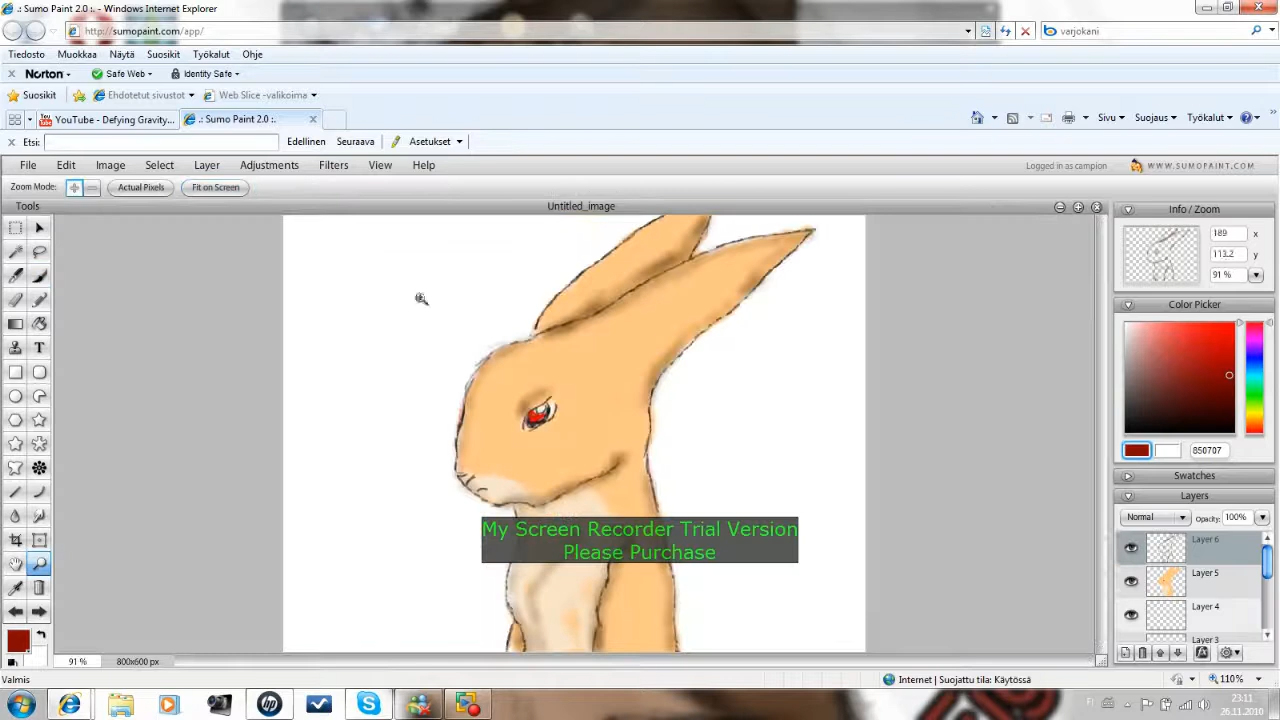 .: Sumo Paint 2.0 :. - Windows Internet Explorer
http://sumopaint.com/app/
varjokani
Tiedosto Muokkaa Näytä Suosikit Työkalut Ohje
Norton Safe Web Identity Safe
Suosikit Ehdotetut sivustot Web Slice -valikoima
YouTube - Defying Gravity... .: Sumo Paint 2.0 :. Sivu Suojaus Työkalut
Etsi: Edellinen Seuraava Asetukset
File Edit Image Select Layer Adjustments Filters View Help Logged in as campion WWW.SUMOPAINT.COM
Zoom Mode: Actual Pixels Fit on Screen
Tools Untitled_image Info / Zoom
189 x
113.2 y
91 %
Color Picker
850707
Swatches
Layers
Normal Opacity: 100%
Layer 6
Layer 5
Layer 4
Layer 3
My Screen Recorder Trial Version
Please Purchase
91 % 800x600 px
Valmis Internet | Suojattu tila: Käytössä 110%
FI 23:11
26.11.2010